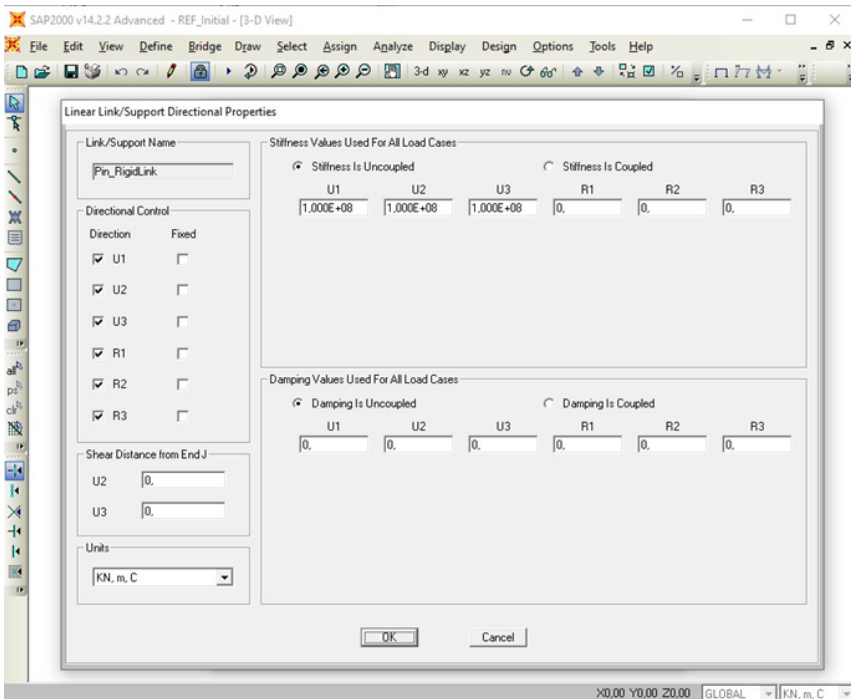 SAP2000 v14.2.2 Advanced - REF_Initial - [3-D View]
File Edit View Define Bridge Draw Select Assign Analyze Display Design Options Tools Help
3-d xy xz yz nv
Linear Link/Support Directional Properties
Link/Support Name
Pin_RigidLink
Directional Control
Direction Fixed
U1
U2
U3
R1
R2
R3
Shear Distance from End J
U2 0,
U3 0,
Units
KN, m, C
Stiffness Values Used For All Load Cases
Stiffness Is Uncoupled Stiffness Is Coupled
U1 U2 U3 R1 R2 R3
1,000E+08 1,000E+08 1,000E+08 0, 0, 0,
Damping Values Used For All Load Cases
Damping Is Uncoupled Damping Is Coupled
U1 U2 U3 R1 R2 R3
0, 0, 0, 0, 0, 0,
OK Cancel
all
ps
clr
X0,00 Y0,00 Z0,00 GLOBAL KN, m, C